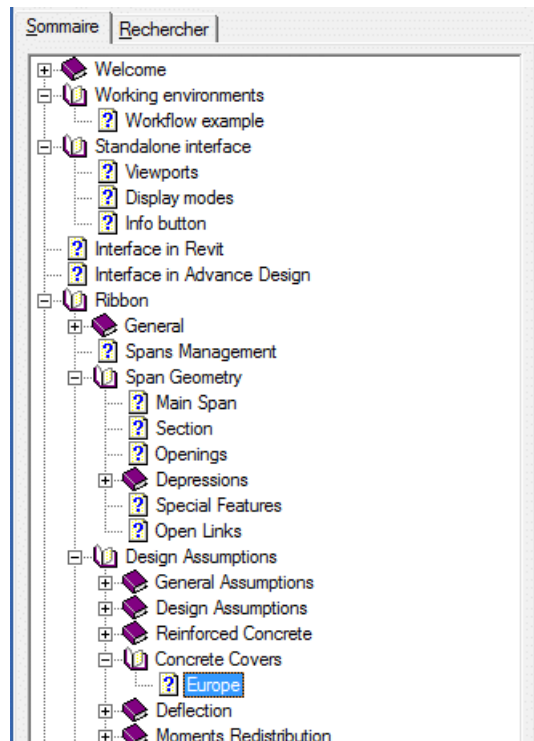 Sommaire Rechercher
Welcome
Working environments
Workflow example
Standalone interface
Viewports
Display modes
Info button
Interface in Revit
Interface in Advance Design
Ribbon
General
Spans Management
Span Geometry
Main Span
Section
Openings
Depressions
Special Features
Open Links
Design Assumptions
General Assumptions
Design Assumptions
Reinforced Concrete
Concrete Covers
Europe
Deflection
Moments Redistribution